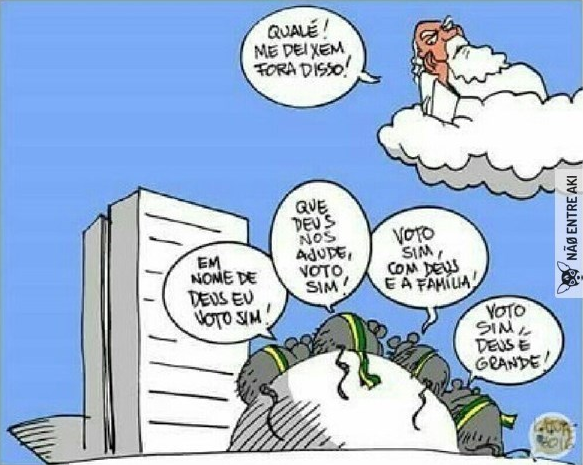 QUALÉ!
ME DEIXEM
FORA DISSO!
EM
NOME DE
DEUS EU
VOTO SIM!
QUE
DEUS
NOS
AJUDE,
VOTO
SIM!
VOTO
SIM,
COM DEUS
E A FAMÍLIA!
VOTO
SIM,
DEUS É
GRANDE!
NÃO ENTRE AKI